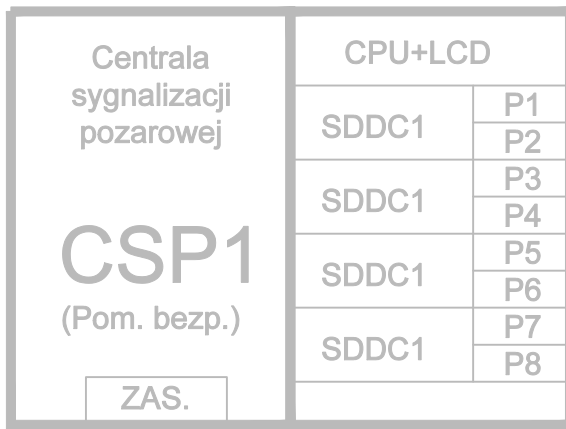 Centrala
sygnalizacji
pozarowej
CSP1
(Pom. bezp.)
ZAS.
CPU+LCD
SDDC1
P1
P2
SDDC1
P3
P4
SDDC1
P5
P6
SDDC1
P7
P8